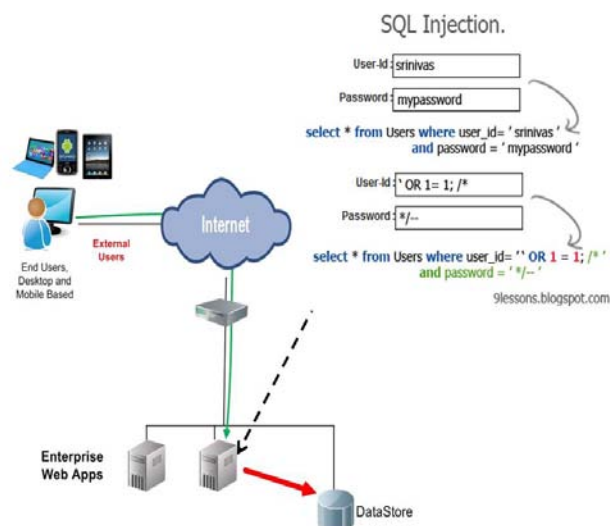 SQL Injection.
User-Id: srinivas
Password: mypassword
select * from Users where user_id= ' srinivas '
and password = ' mypassword '
User-Id: ` OR 1= 1; /*
Password: */--
select * from Users where user_id= '` OR 1 = 1; /* '
and password = ' */-- '
9lessons.blogspot.com
Internet
External
Users
End Users,
Desktop and
Mobile Based
Enterprise
Web Apps
DataStore